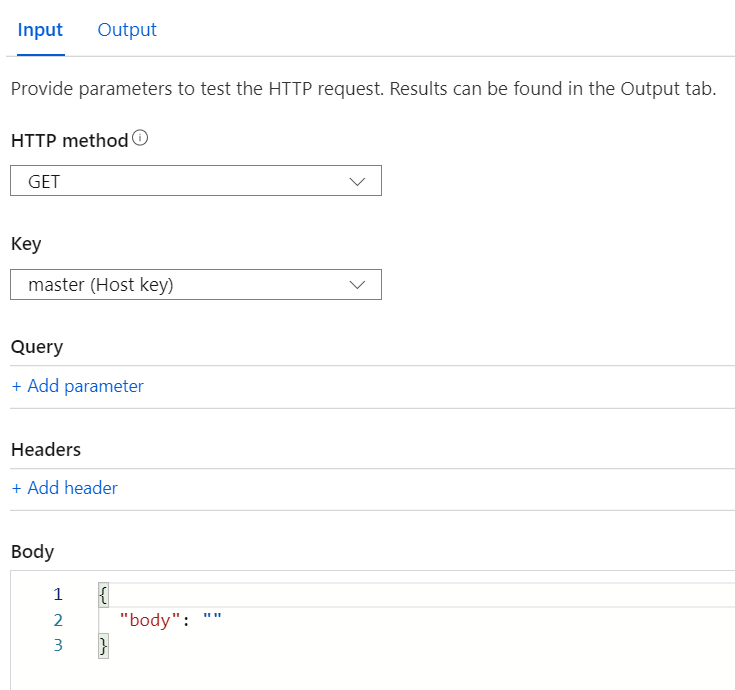 Input Output
Provide parameters to test the HTTP request. Results can be found in the Output tab.
HTTP method
GET
Key
master (Host key)
Query
+ Add parameter
Headers
+ Add header
Body
1 {
2 "body": ""
3 }